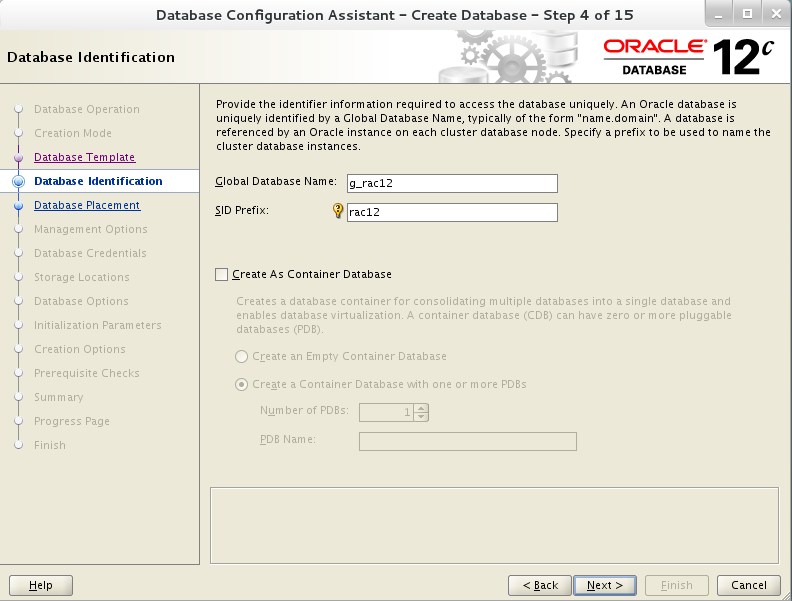 Database Configuration Assistant - Create Database - Step 4 of 15
Database Identification
ORACLE®
DATABASE
12c
Database Operation
Creation Mode
Database Template
Database Identification
Database Placement
Management Options
Database Credentials
Storage Locations
Database Options
Initialization Parameters
Creation Options
Prerequisite Checks
Summary
Progress Page
Finish
Provide the identifier information required to access the database uniquely. An Oracle database is
uniquely identified by a Global Database Name, typically of the form "name.domain". A database is
referenced by an Oracle instance on each cluster database node. Specify a prefix to be used to name the
cluster database instances.
Global Database Name: g_rac12
SID Prefix: rac12
Create As Container Database
Creates a database container for consolidating multiple databases into a single database and
enables database virtualization. A container database (CDB) can have zero or more pluggable
databases (PDB).
Create an Empty Container Database
Create a Container Database with one or more PDBs
Number of PDBs: 1
PDB Name:
Help
< Back
Next >
Finish
Cancel